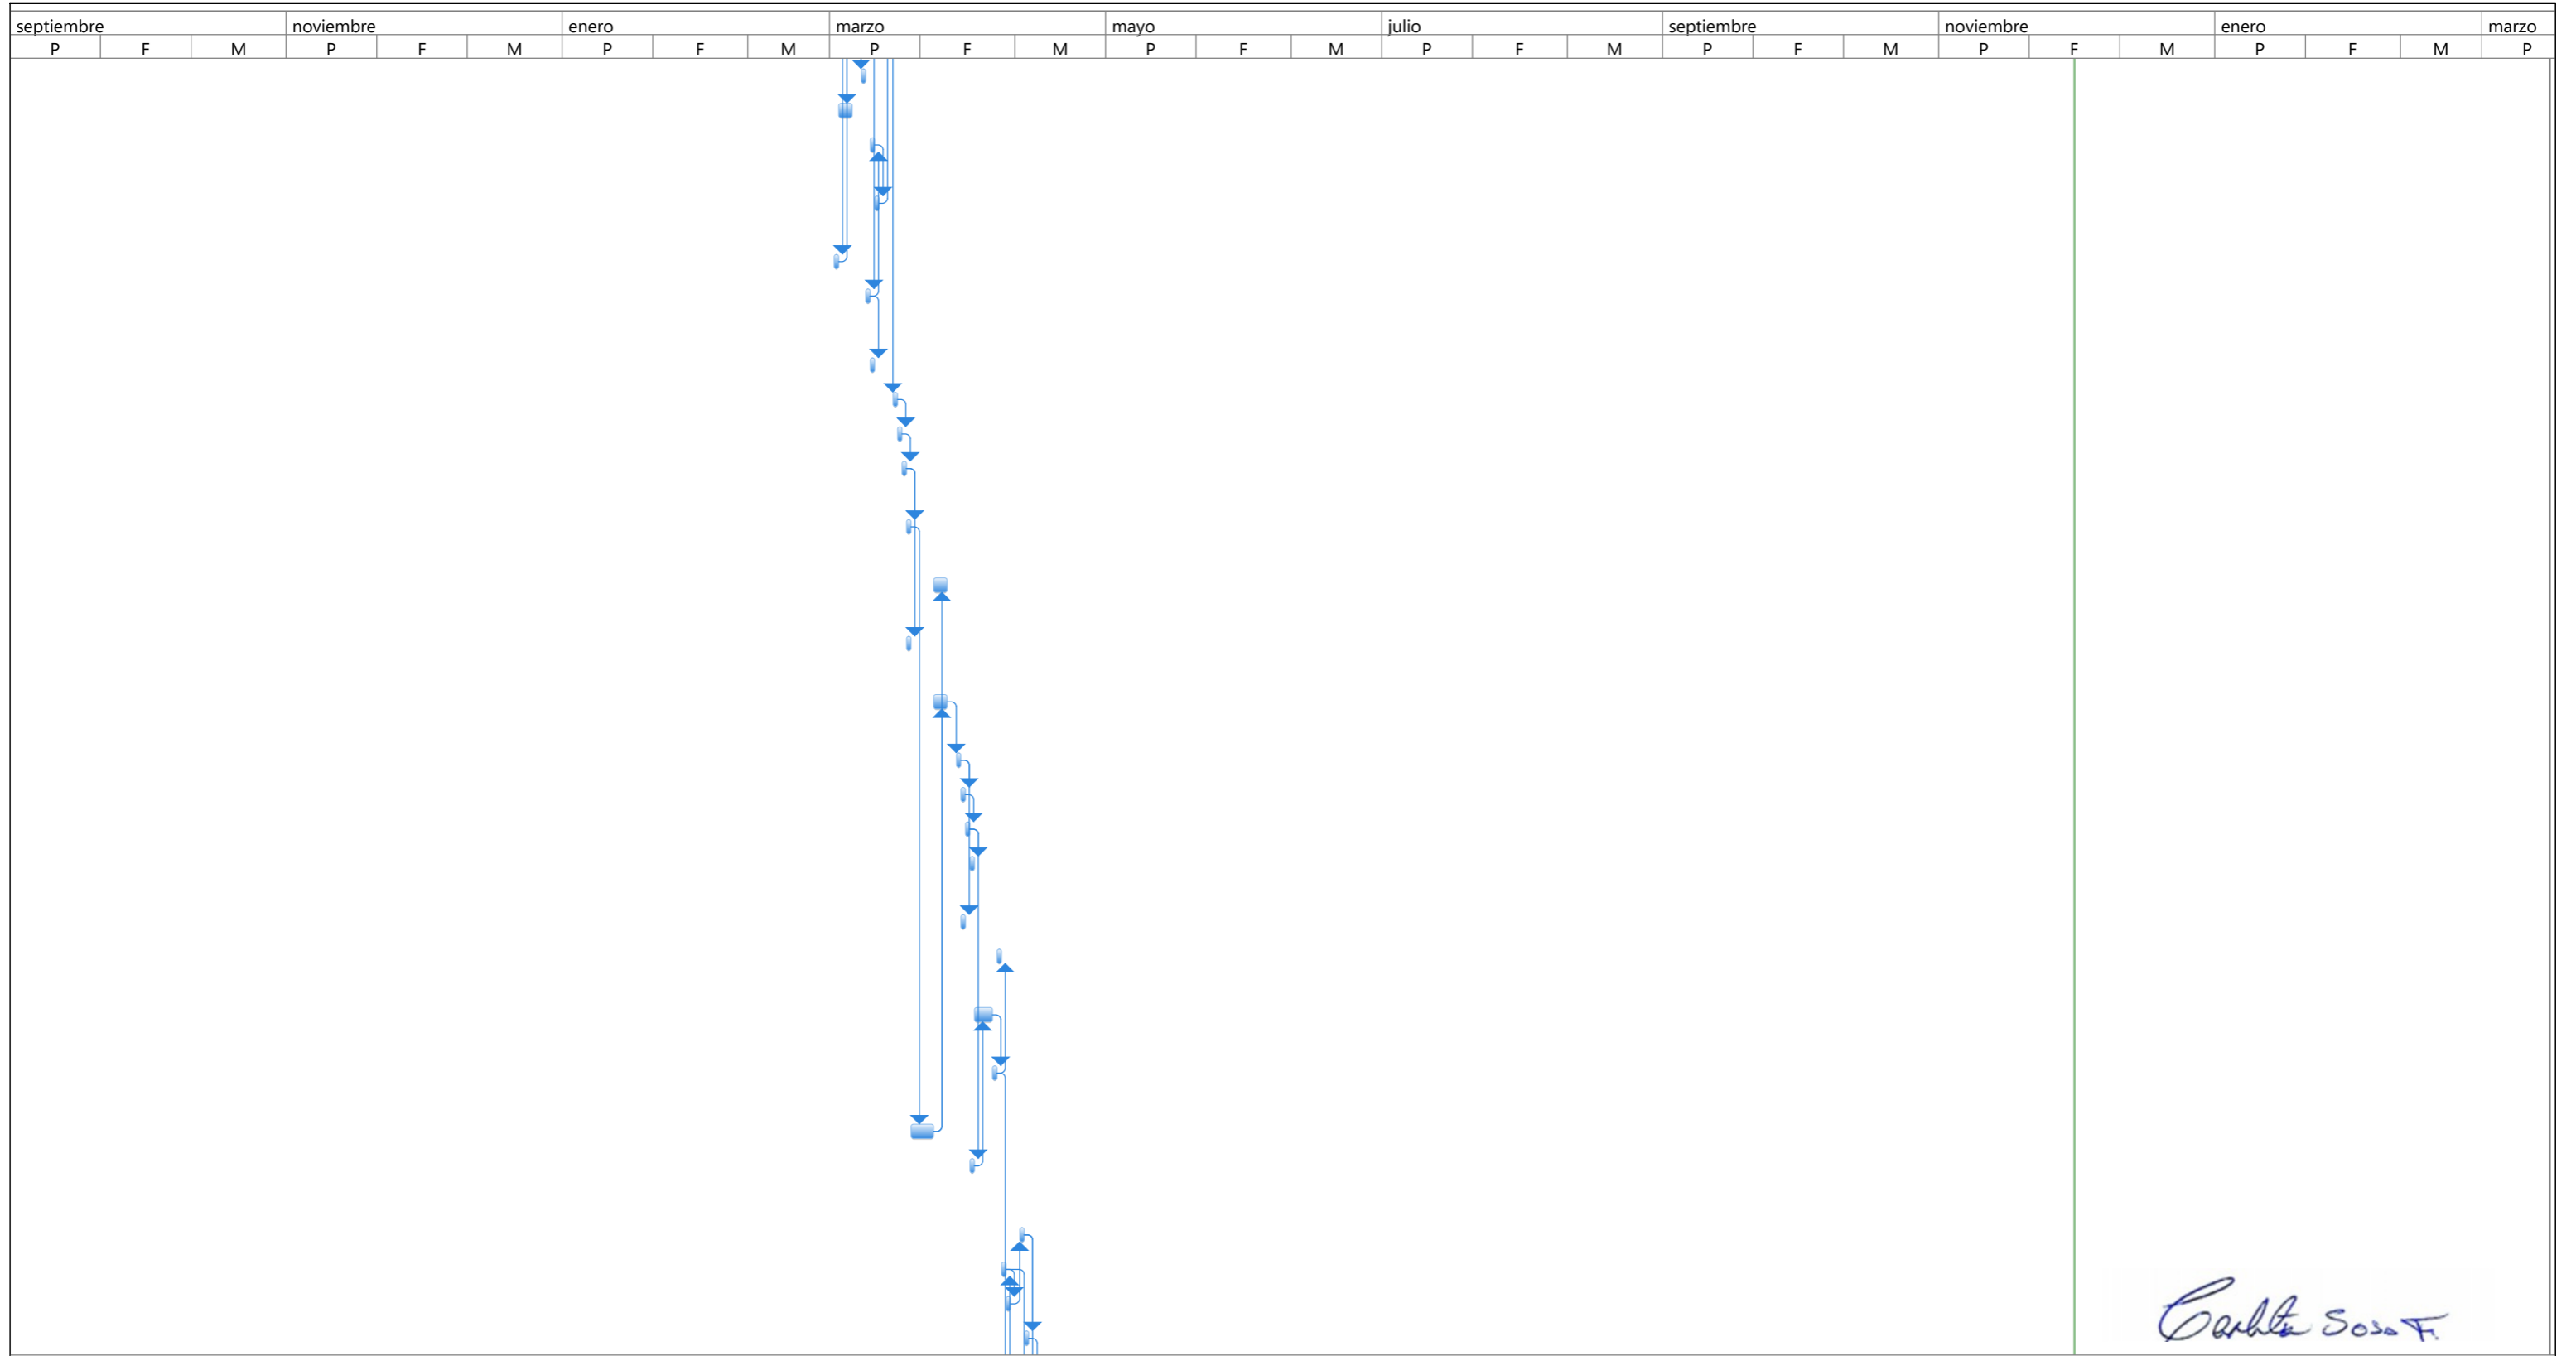 septiembre noviembre enero marzo mayo julio septiembre noviembre enero marzo
P F M P F M P F M P F M P F M P F M P F M P F M P F M P
Sosa F.